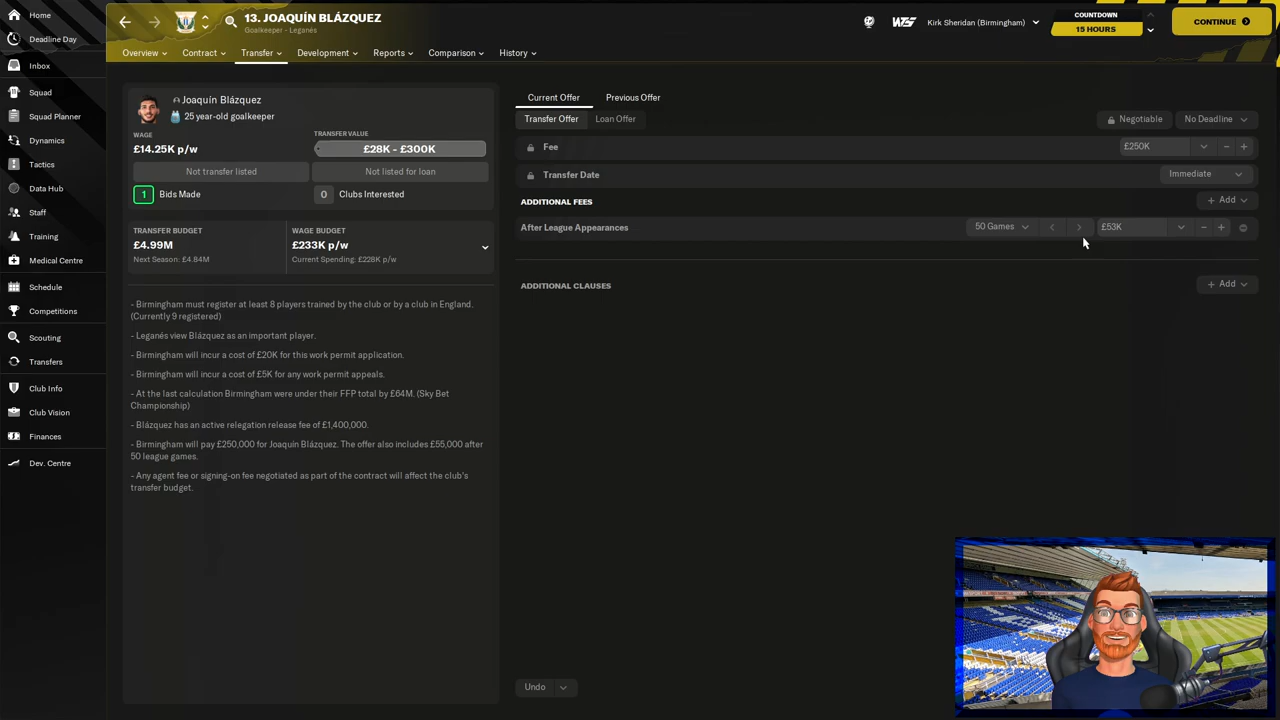 Home
Deadline Day
Inbox
Squad
Squad Planner
Dynamics
Tactics
Data Hub
Staff
Training
Medical Centre
Schedule
Competitions
Scouting
Transfers
Club Info
Club Vision
Finances
Dev. Centre
13. JOAQUÍN BLÁZQUEZ
Goalkeeper - Leganés
Kirk Sheridan (Birmingham)
COUNTDOWN
15 HOURS
CONTINUE
Overview
Contract
Transfer
Development
Reports
Comparison
History
Joaquín Blázquez
25 year-old goalkeeper
WAGE
£14.25K p/w
TRANSFER VALUE
£28K - £300K
Not transfer listed
Not listed for loan
1 Bids Made
0 Clubs Interested
TRANSFER BUDGET
£4.99M
Next Season: £4.84M
WAGE BUDGET
£233K p/w
Current Spending: £228K p/w
- Birmingham must register at least 8 players trained by the club or by a club in England.
(Currently 9 registered)
- Leganés view Blázquez as an important player.
- Birmingham will incur a cost of £20K for this work permit application.
- Birmingham will incur a cost of £5K for any work permit appeals.
- At the last calculation Birmingham were under their FFP total by £64M. (Sky Bet
Championship)
- Blázquez has an active relegation release fee of £1,400,000.
- Birmingham will pay £250,000 for Joaquín Blázquez. The offer also includes £55,000 after
50 league games.
- Any agent fee or signing-on fee negotiated as part of the contract will affect the club's
transfer budget.
Current Offer
Previous Offer
Transfer Offer
Loan Offer
Negotiable
No Deadline
Fee
£250K
Transfer Date
Immediate
ADDITIONAL FEES
Add
After League Appearances
50 Games
£53K
ADDITIONAL CLAUSES
Add
Undo